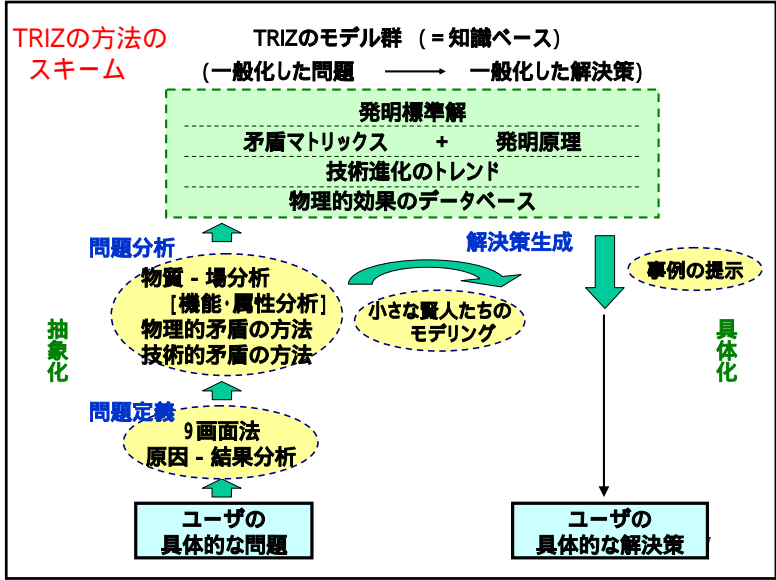 TRIZの方法の
スキーム
TRIZのモデル群 (=知識ベース)
(一般化した問題 → 一般化した解決策)
発明標準解
矛盾マトリックス + 発明原理
技術進化のトレンド
物理的効果のデータベース
問題分析
解決策生成
物質-場分析
[機能・属性分析]
物理的矛盾の方法
技術的矛盾の方法
小さな賢人たちの
モデリング
事例の提示
抽象化
具体化
問題定義
9画面法
原因-結果分析
ユーザの
具体的な問題
ユーザの
具体的な解決策